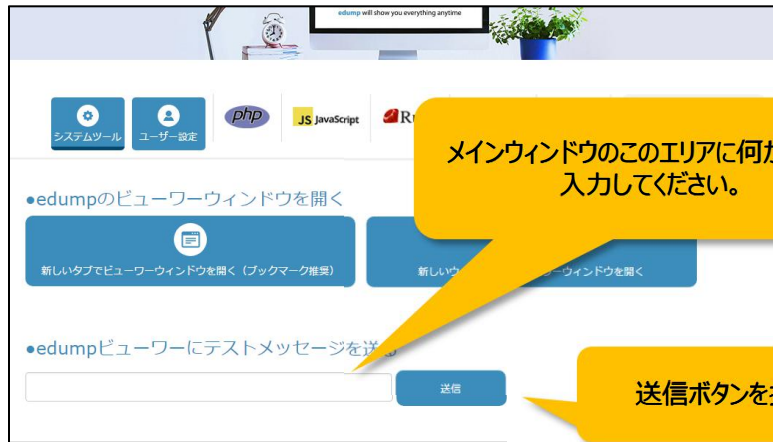 edump will show you everything anytime
システムツール
ユーザー設定
php
JS JavaScript
メインウィンドウのこのエリアに何か
入力してください。
●edumpのビューワーウィンドウを開く
新しいタブでビューワーウィンドウを開く（ブックマーク推奨）
新しいウ
ーウィンドウを開く
●edumpビューワーにテストメッセージを送る
送信
送信ボタンを